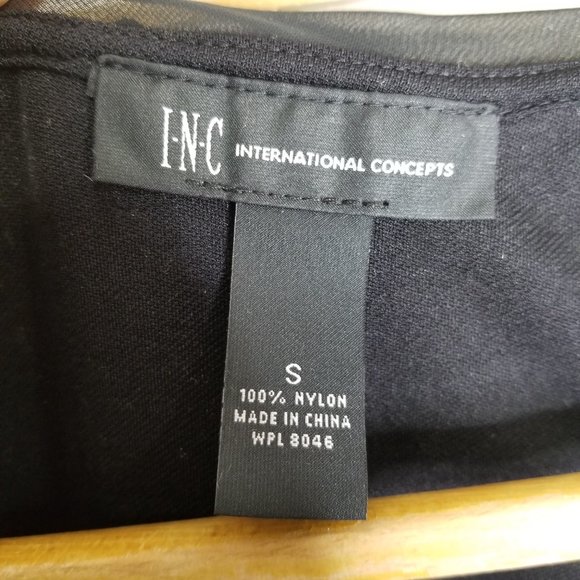 I-N-C INTERNATIONAL CONCEPTS
S
100% NYLON
MADE IN CHINA
WPL 8046